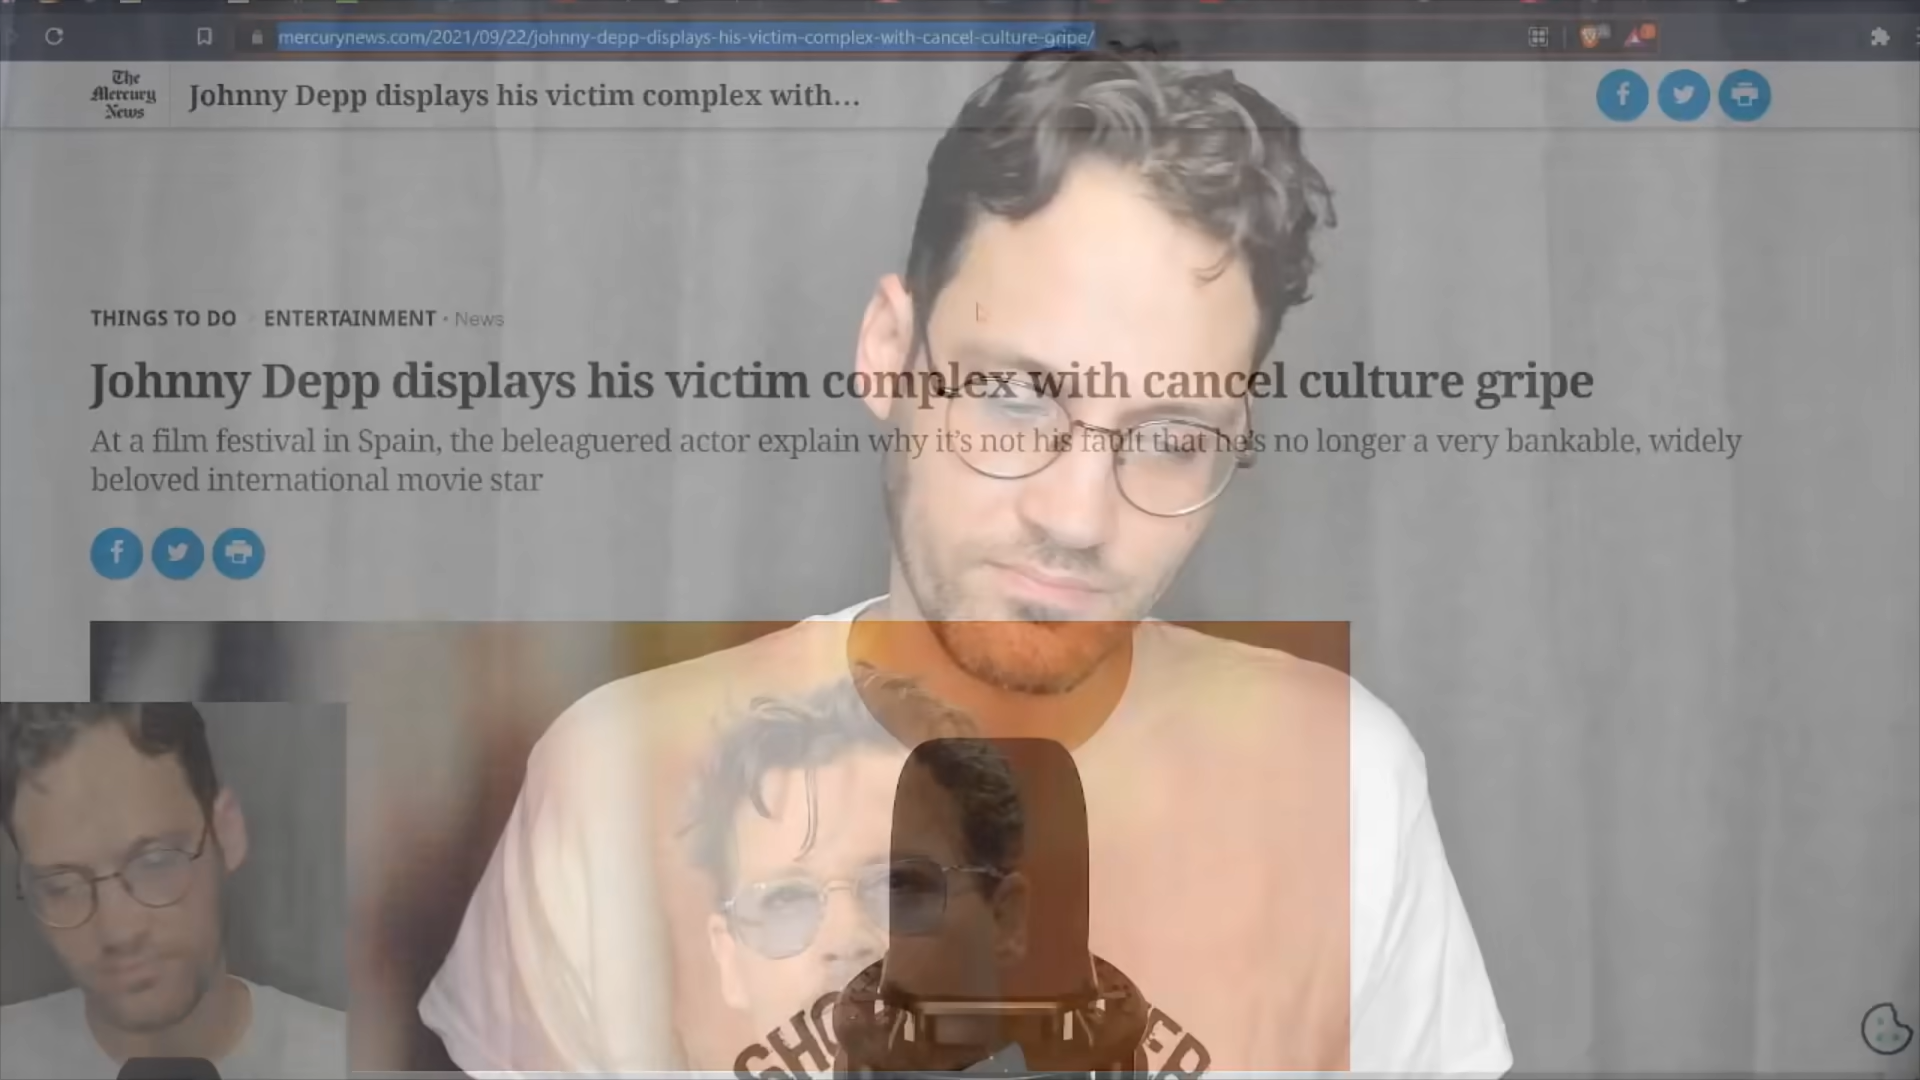 mercurynews.com/2021/09/22/johnny-depp-displays-his-victim-complex-with-cancel-culture-gripe/
The
Mercury
News
Johnny Depp displays his victim complex with...
THINGS TO DO ENTERTAINMENT • News
Johnny Depp displays his victim complex with cancel culture gripe
At a film festival in Spain, the beleaguered actor explain why it's not his fault that he's no longer a very bankable, widely
beloved international movie star